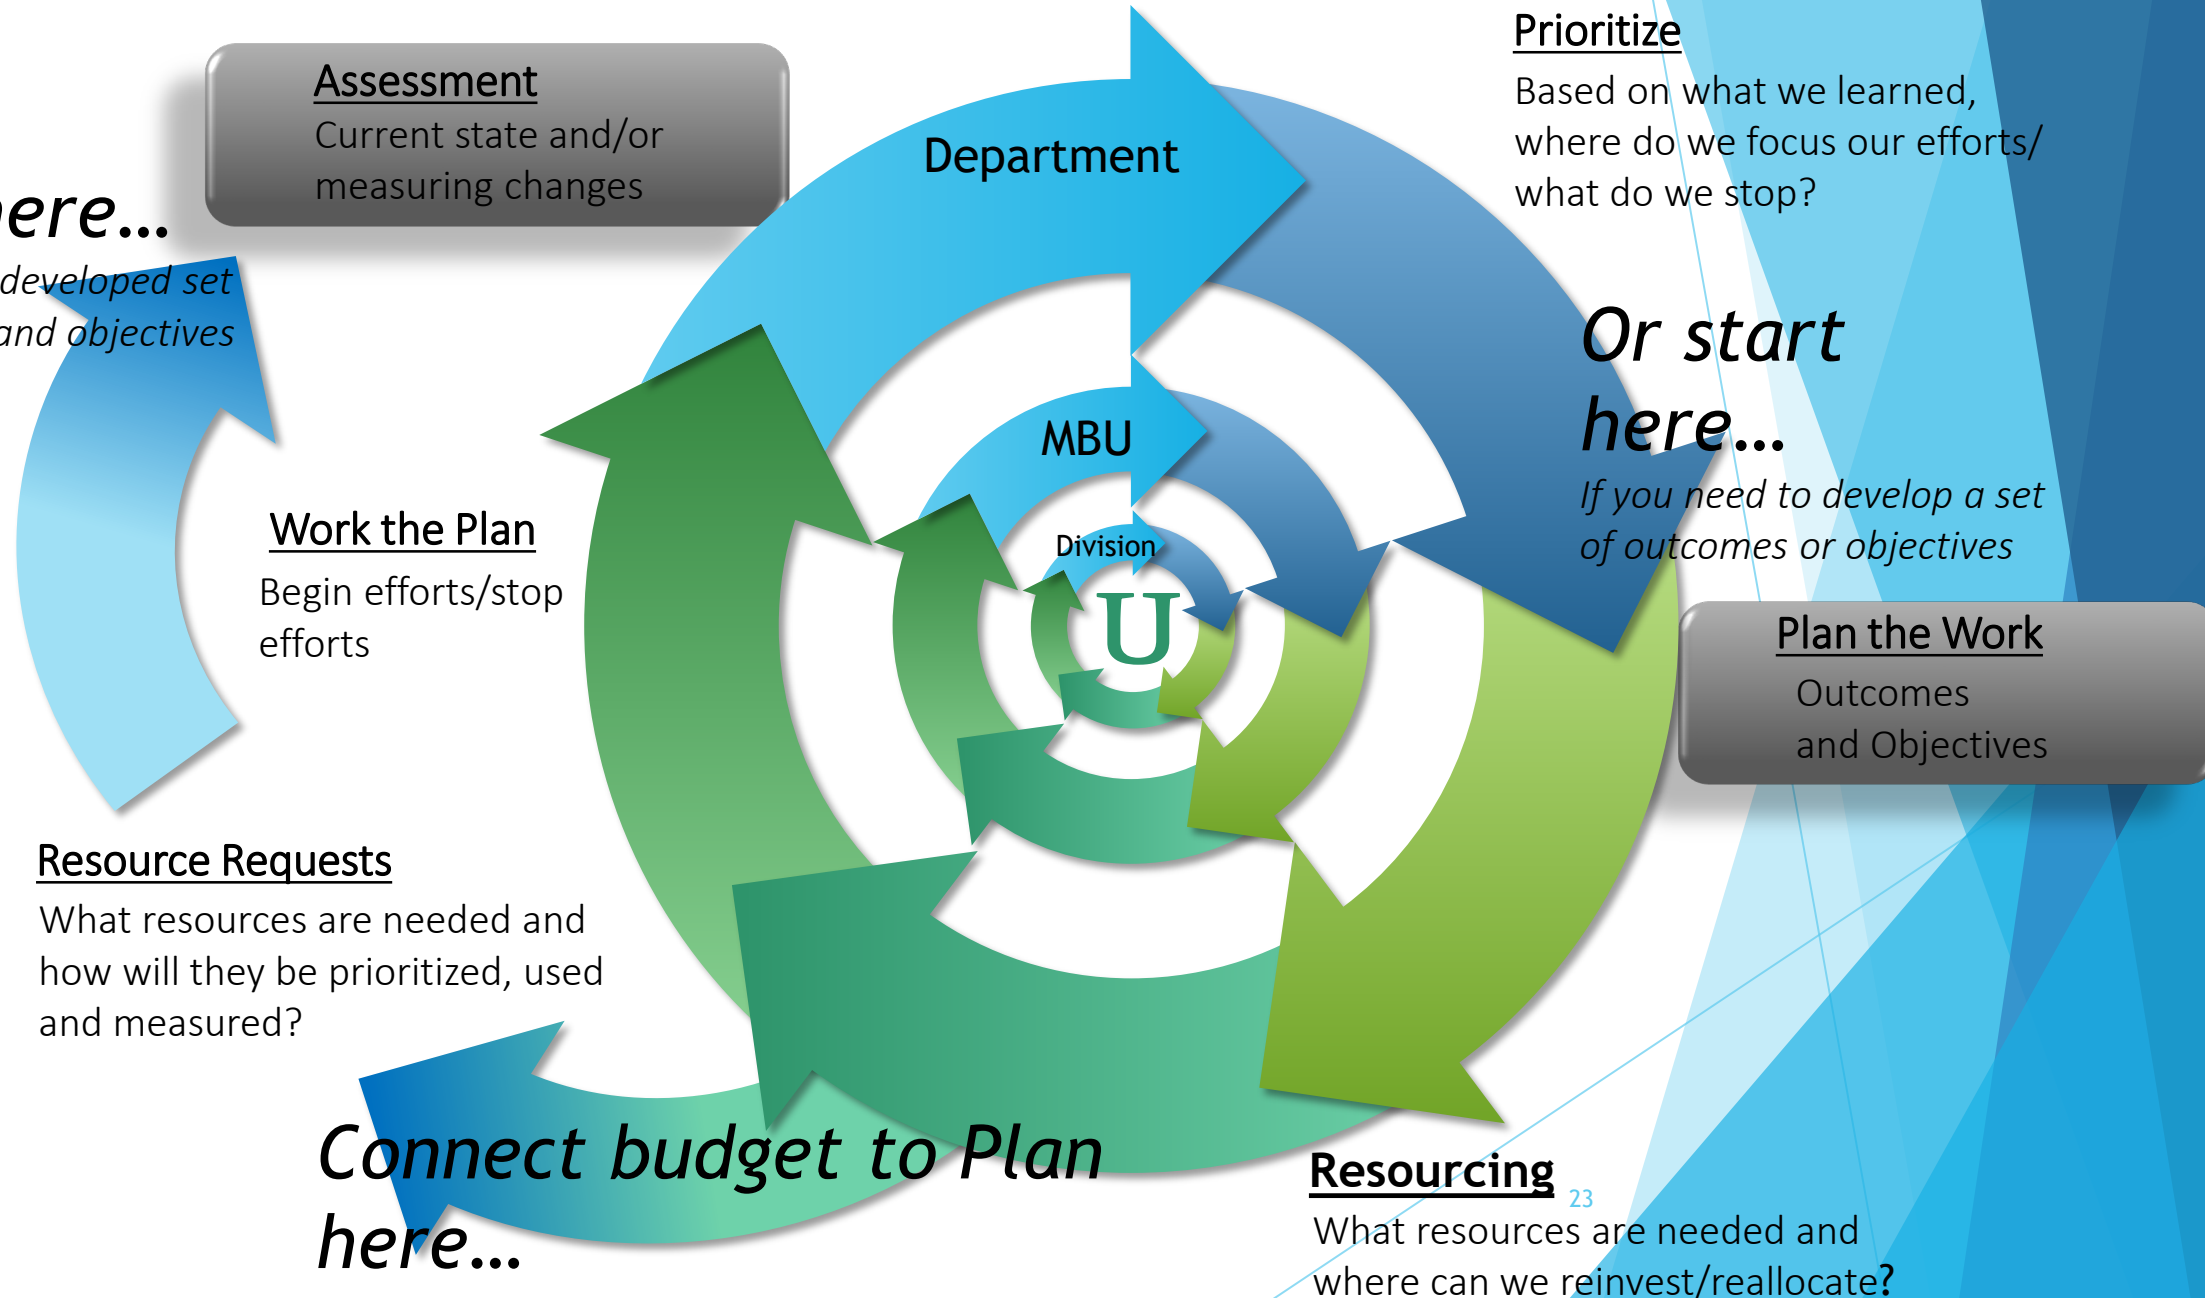 Assessment
Current state and/or
measuring changes
here…
developed set
and objectives
Department
Prioritize
Based on what we learned,
where do we focus our efforts/
what do we stop?
Or start
here…
If you need to develop a set
of outcomes or objectives
MBU
Division
U
Work the Plan
Begin efforts/stop
efforts
Plan the Work
Outcomes
and Objectives
Resource Requests
What resources are needed and
how will they be prioritized, used
and measured?
Connect budget to Plan
here…
Resourcing
23
What resources are needed and
where can we reinvest/reallocate?